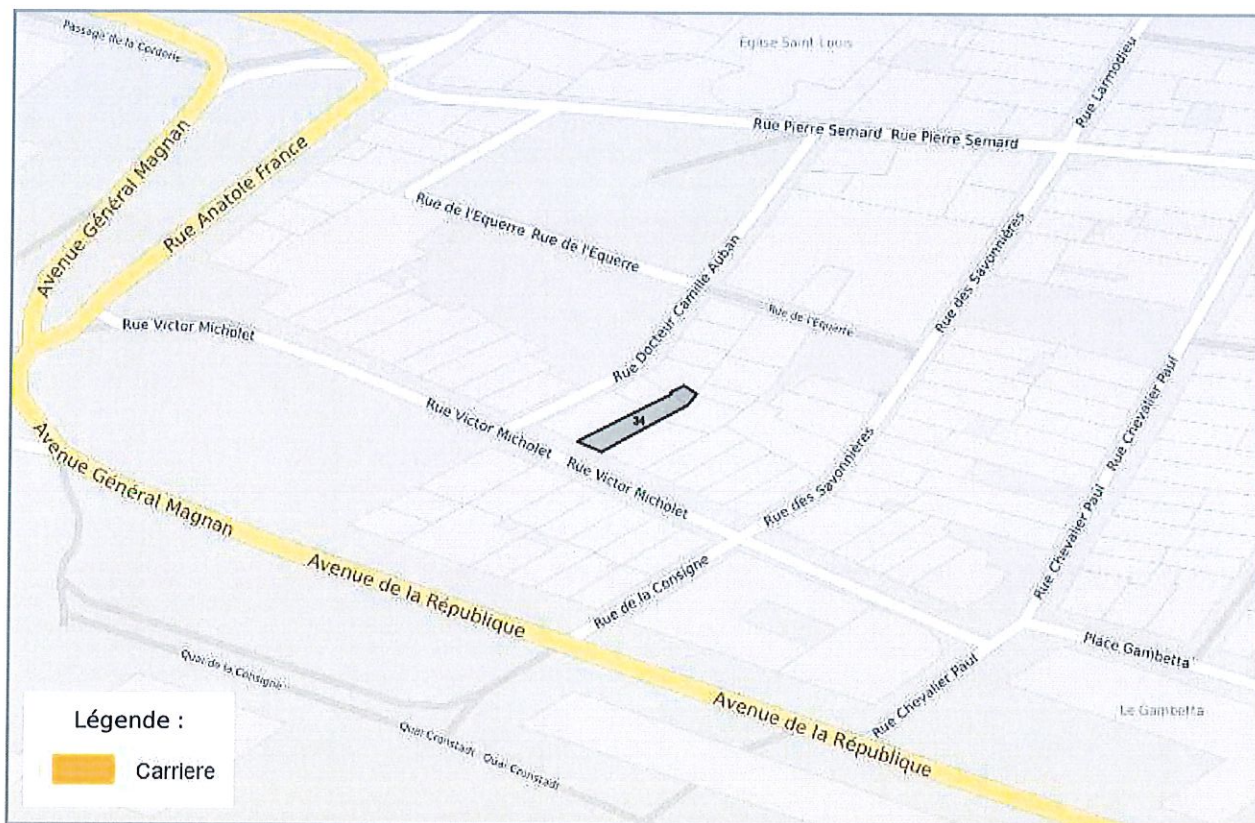 Passage de la Corderie
Eglise Saint-Louis
Rue Larmodieu
Avenue Général Magnan
Rue Anatole France
Rue Pierre Semard Rue Pierre Semard
Rue de l'Equerre Rue de l'Equerre
Rue Docteur Camille Auban
Rue des Savonnières
Rue de l'Equerre
Rue Victor Micholet
Rue Chevalier Paul
Rue Victor Micholet
34
Rue Victor Micholet
Rue des Savonnières
Rue Chevalier Paul
Avenue Général Magnan
Avenue de la République
Rue de la Consigne
Rue Chevalier Paul
Place Gambetta
Quai de la Consigne
Rue Chevalier Paul
Le Gambetta
Avenue de la République
Quai Cronstadt Quai Cronstadt
Légende :
Carriere